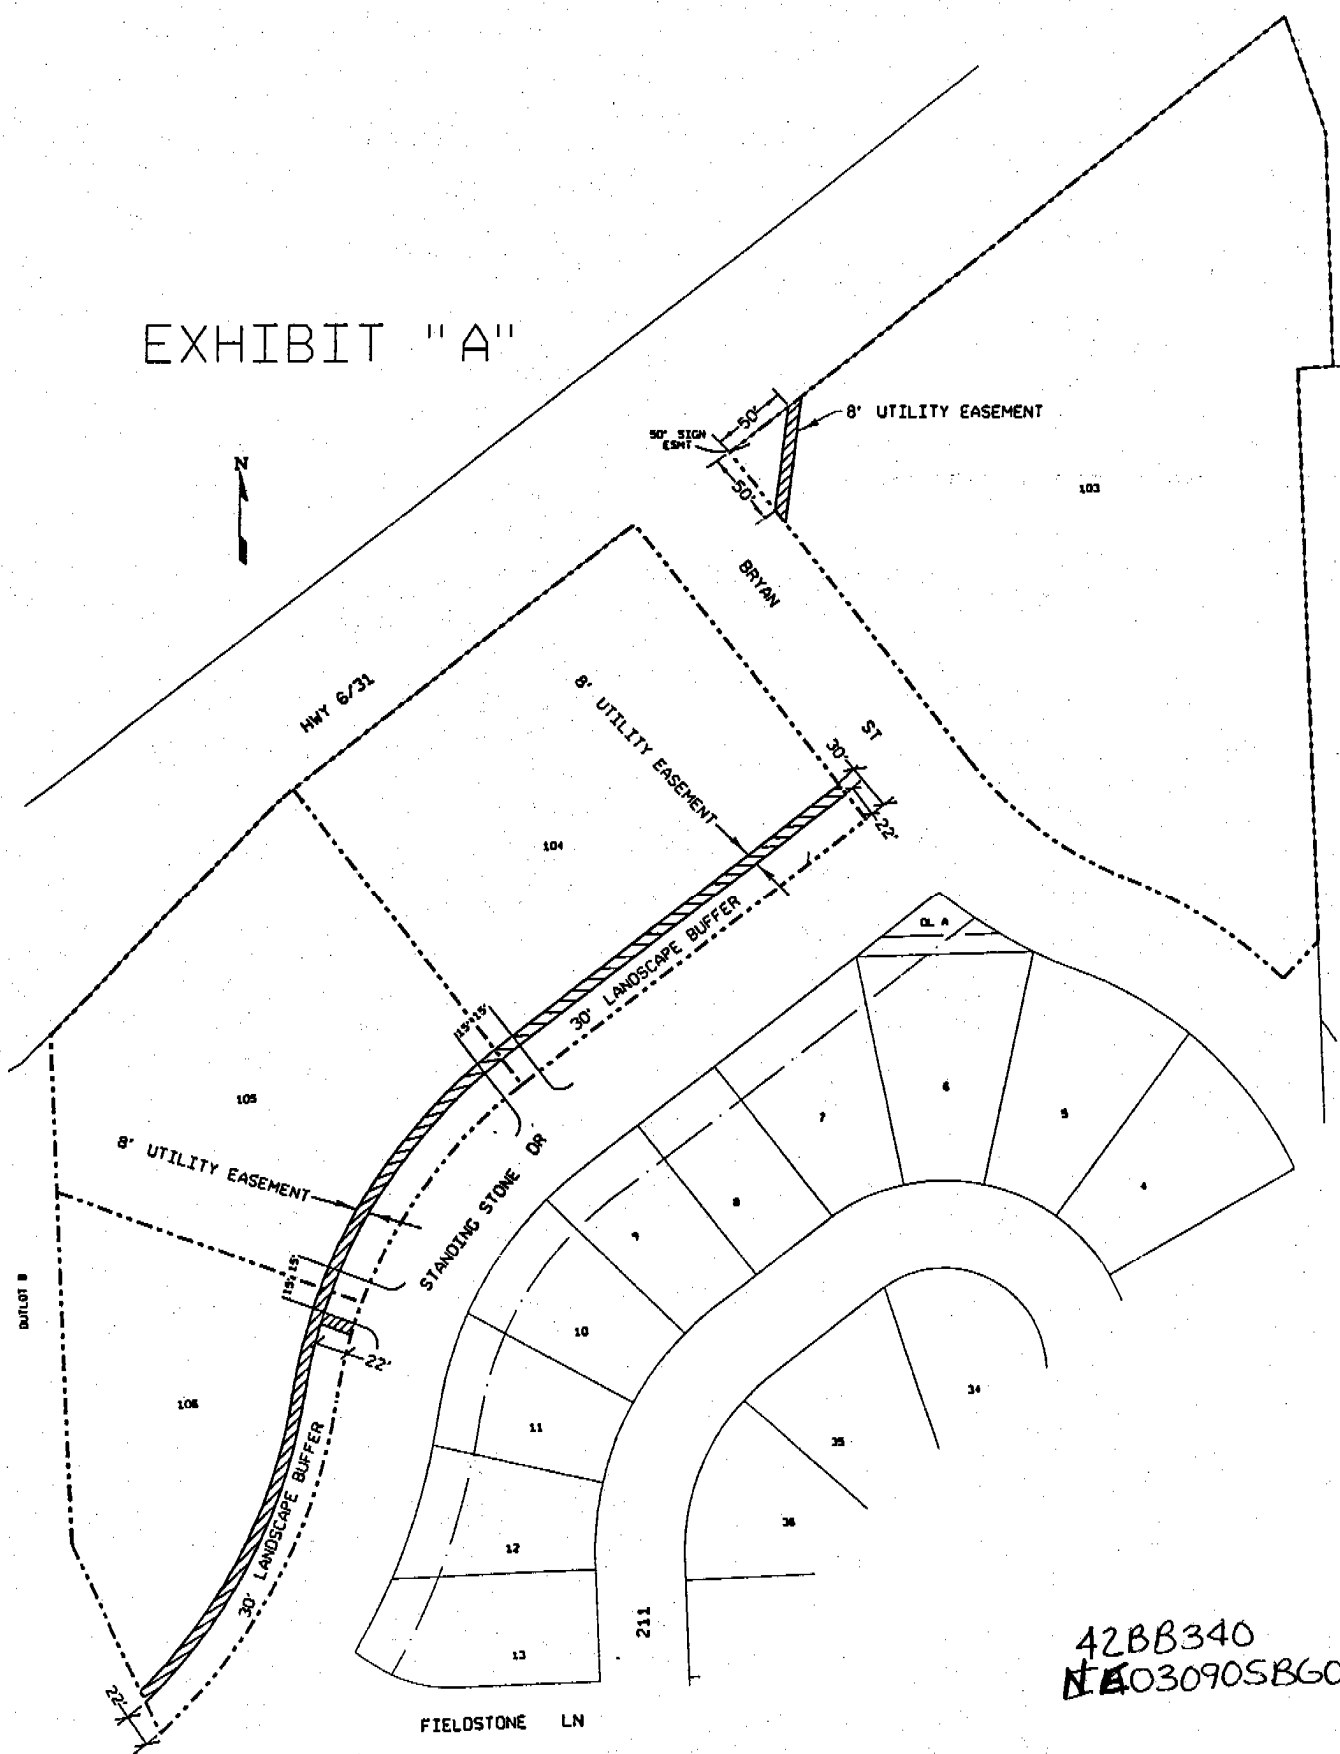 EXHIBIT "A"
N
50'
8' UTILITY EASEMENT
50' SIGN
ESMT
50'
103
BRYAN
ST
HWY 6/31
8' UTILITY EASEMENT
30'
22'
104
30' LANDSCAPE BUFFER
OL A
15' 15'
105
8' UTILITY EASEMENT
STANDING STONE DR
7
6
5
4
8
9
10
11
12
13
15' 15'
22'
OUTLOT B
106
30' LANDSCAPE BUFFER
34
35
36
211
22'
FIELDSTONE LN
42BB340
03090SBG0